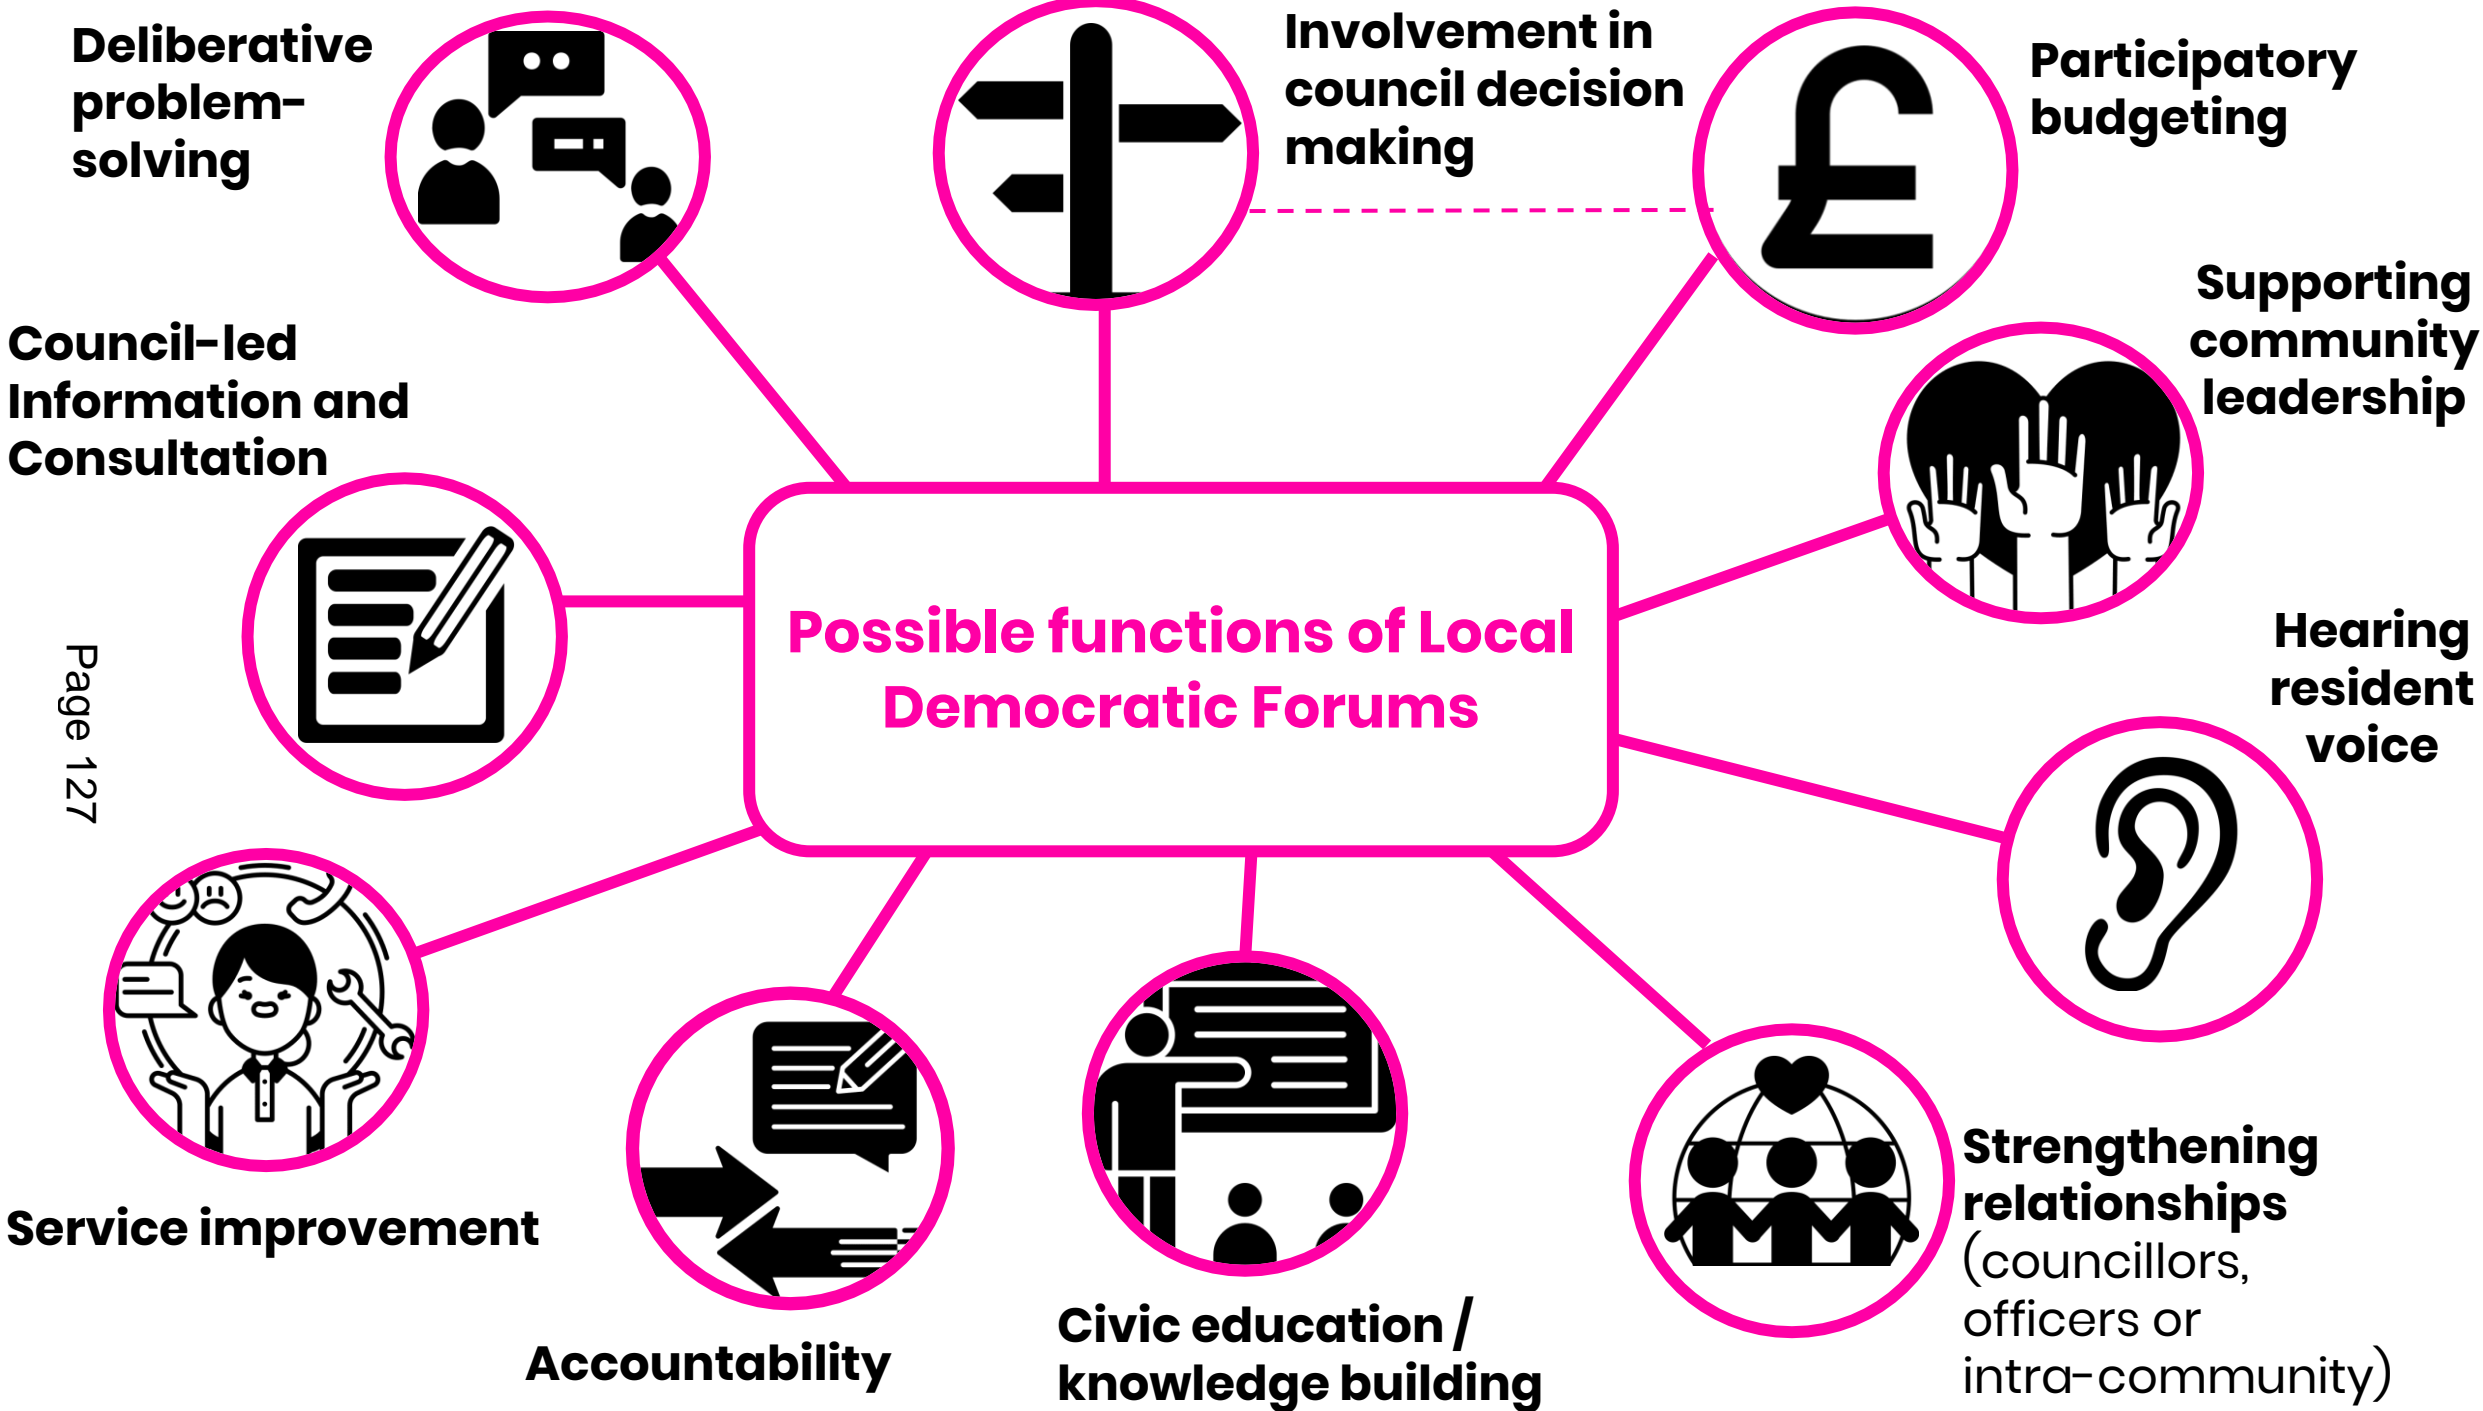 Deliberative
problem-
solving
Involvement in
council decision
making
Participatory
budgeting
Supporting
community
leadership
Council-led
Information and
Consultation
Possible functions of Local
Democratic Forums
Hearing
resident
voice
Page 127
Service improvement
Accountability
Civic education /
knowledge building
Strengthening
relationships
(councillors,
officers or
intra-community)